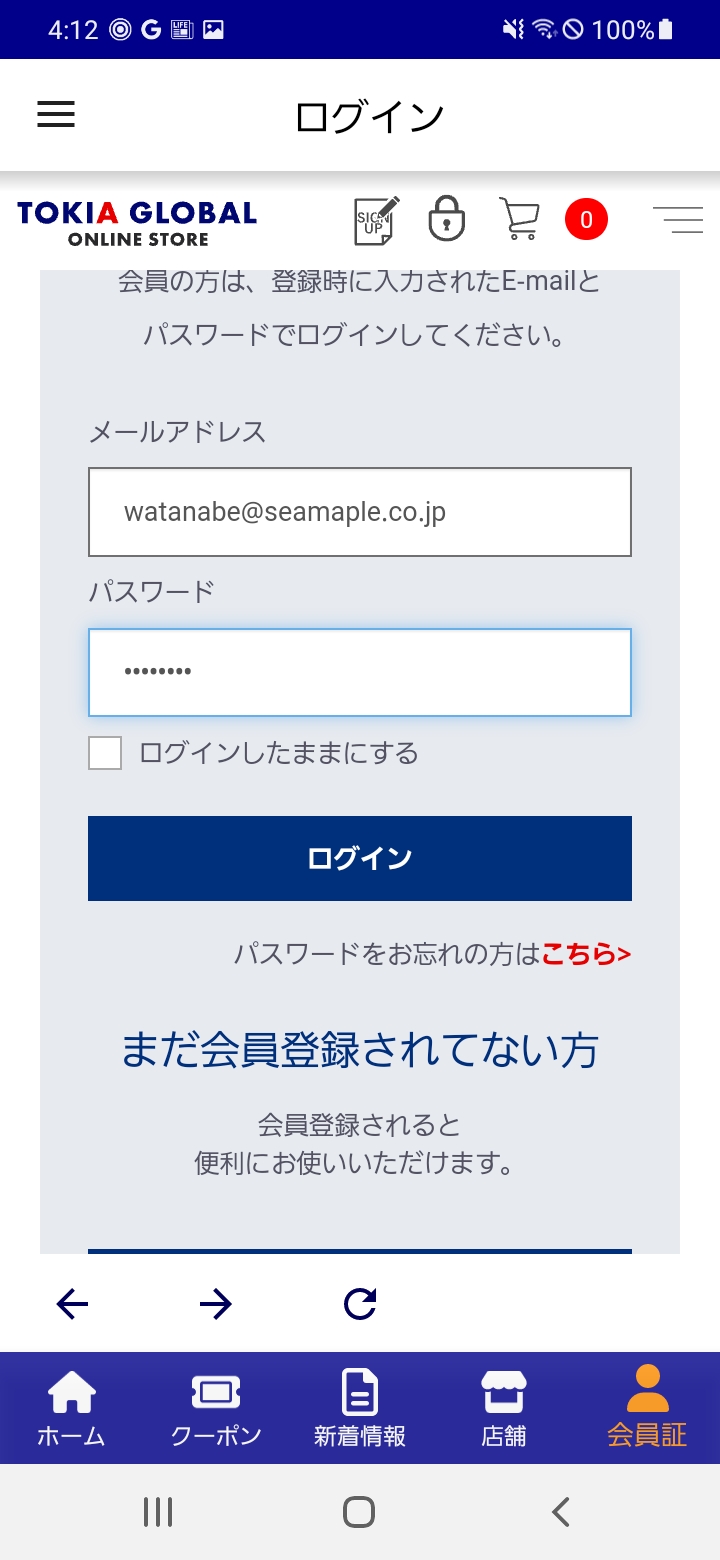 4:12
100%
ログイン
TOKIA GLOBAL
ONLINE STORE
SIGN
UP
0
会員の方は、登録時に入力されたE-mailと
パスワードでログインしてください。
メールアドレス
watanabe@seamaple.co.jp
パスワード
••••••••
ログインしたままにする
ログイン
パスワードをお忘れの方はこちら>
まだ会員登録されてない方
会員登録されると
便利にお使いいただけます。
ホーム
クーポン
新着情報
店舗
会員証